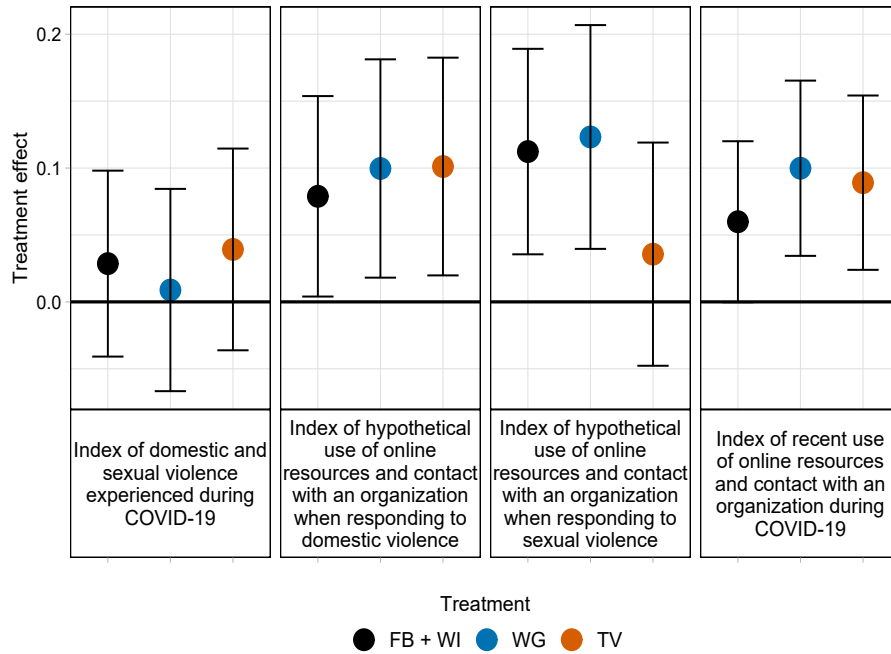 Treatment effect
0.2
0.1
0.0
Index of domestic and
sexual violence
experienced during
COVID-19
Index of hypothetical
use of online
resources and contact
with an organization
when responding to
domestic violence
Index of hypothetical
use of online
resources and contact
with an organization
when responding to
sexual violence
Index of recent use
of online resources
and contact with an
organization during
COVID-19
Treatment
FB + WI WG TV